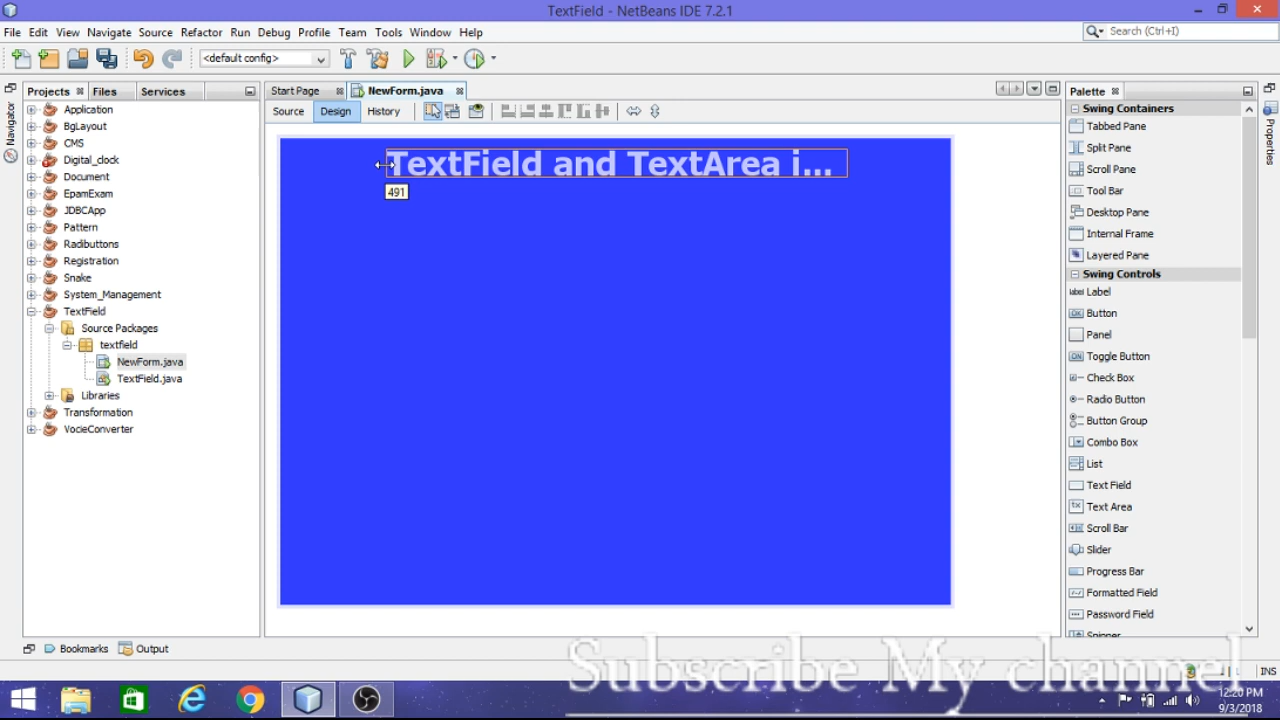 TextField - NetBeans IDE 7.2.1
File Edit View Navigate Source Refactor Run Debug Profile Team Tools Window Help
Search (Ctrl+I)
<default config>
Projects Files Services
Start Page NewForm.java
Palette
Navigator
Properties
Source Design History
Application
BgLayout
CMS
Digital_clock
Document
EpamExam
JDBCApp
Pattern
Radibuttons
Registration
Snake
System_Management
TextField
Source Packages
textfield
NewForm.java
TextField.java
Libraries
Transformation
VocieConverter
TextField and TextArea i...
491
Swing Containers
Tabbed Pane
Split Pane
Scroll Pane
Tool Bar
Desktop Pane
Internal Frame
Layered Pane
Swing Controls
label Label
OK Button
Panel
ON Toggle Button
Check Box
Radio Button
Button Group
Combo Box
List
Text Field
Text Area
Scroll Bar
Slider
Progress Bar
Formatted Field
Password Field
Spinner
Bookmarks Output
Subscribe My channel
INS
12:20 PM
9/3/2018